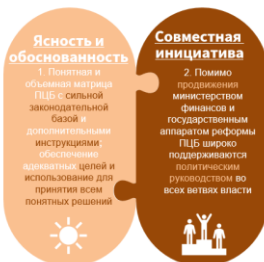 Ясность и
обоснованность
1. Понятная и
объемная матрица
ПЦБ с сильной
законодательной
базой и
дополнительными
инструкциями;
обеспечение
адекватных целей и
использование для
принятия всем
понятных решений
Совместная
инициатива
2. Помимо
продвижения
министерством
финансов и
государственным
аппаратом реформы
ПЦБ широко
поддерживаются
политическим
руководством во
всех ветвях власти